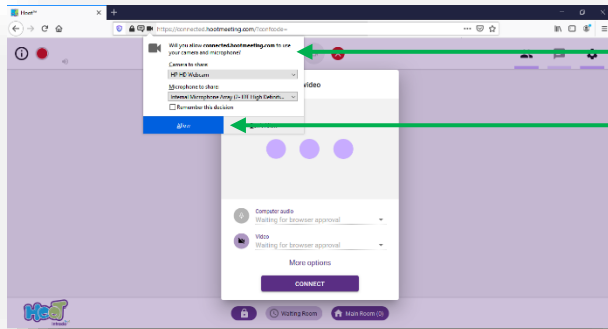 Hoot™
https://connected.hootmeeting.com/?confcode=
Will you allow connected.hootmeeting.com to use
your camera and microphone?
Camera to share:
HP HD Webcam
Microphone to share:
Remember this decision
Allow
video
Computer audio
Waiting for browser approval
Video
Waiting for browser approval
More options
CONNECT
Hoot
Waiting Room
Main Room (0)